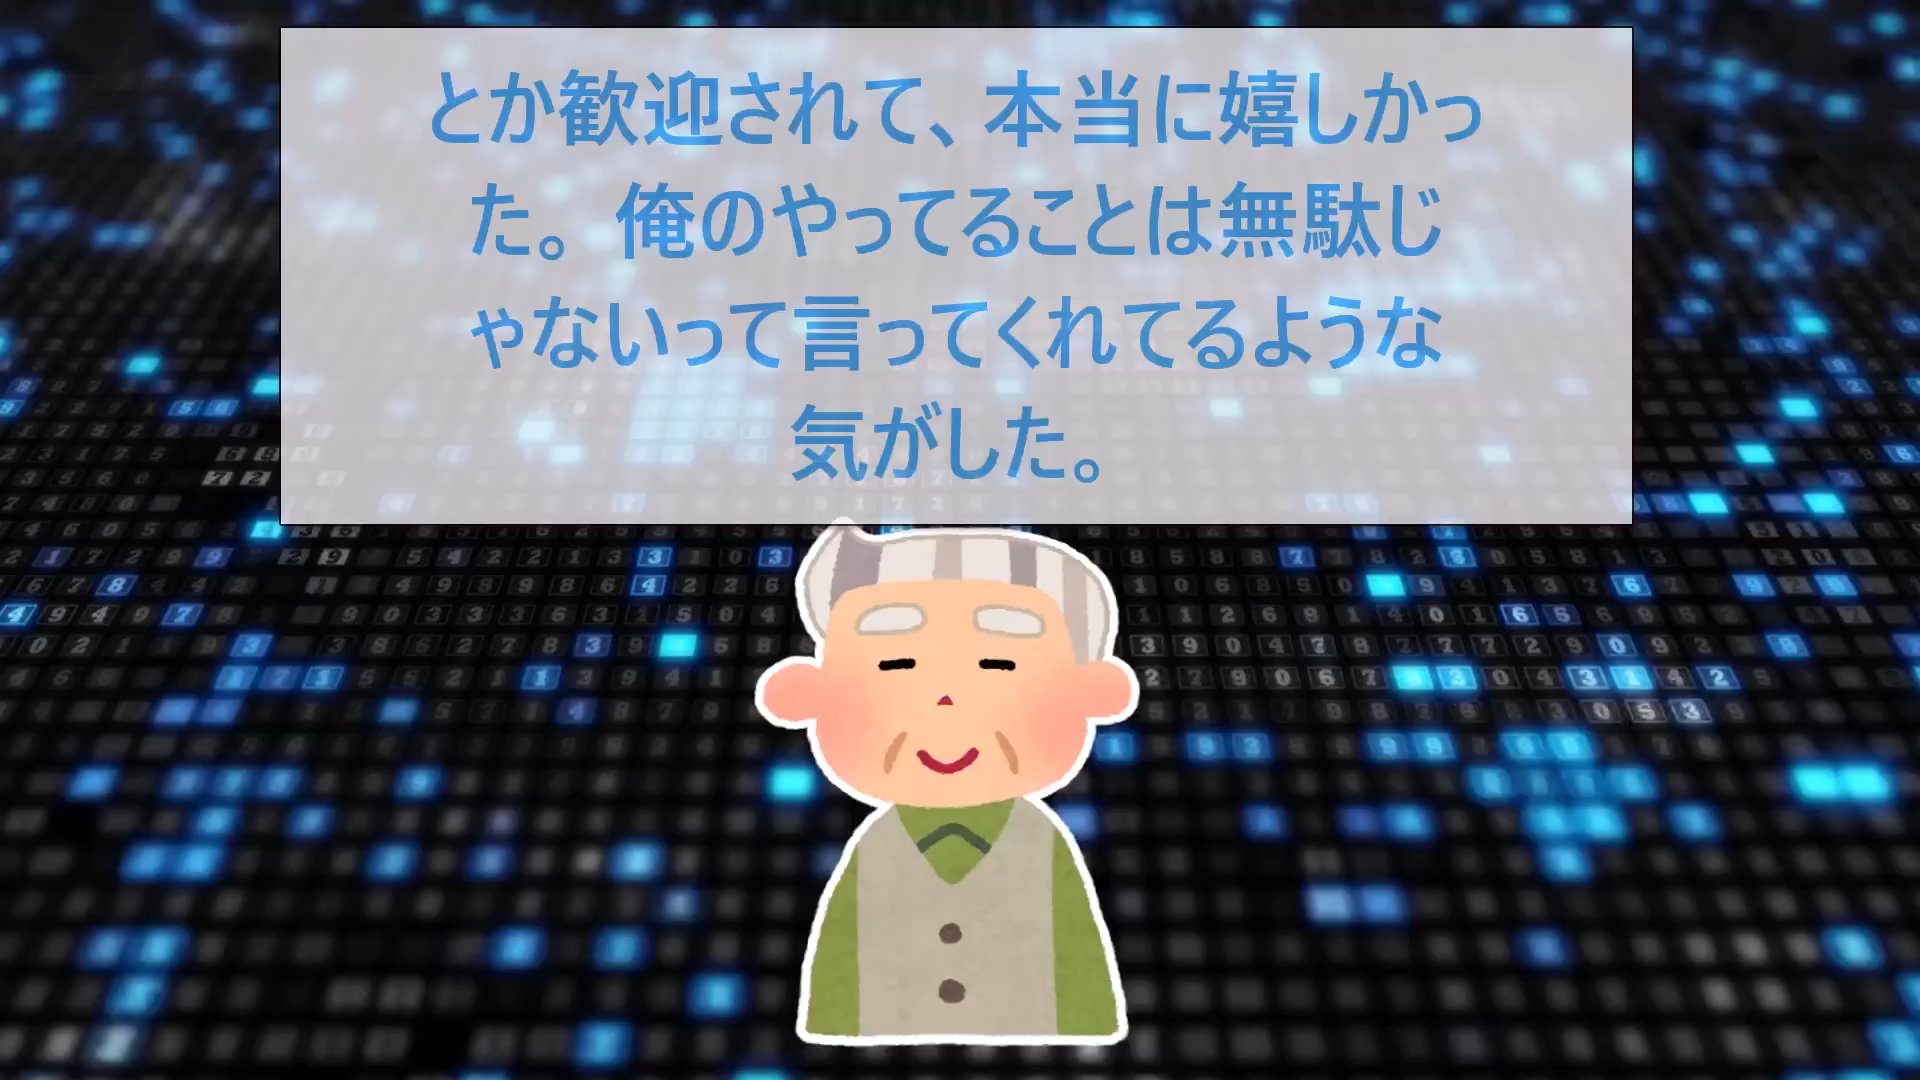 とか歓迎されて、本当に嬉しかっ
た。俺のやってることは無駄じ
ゃないって言ってくれてるような
気がした。